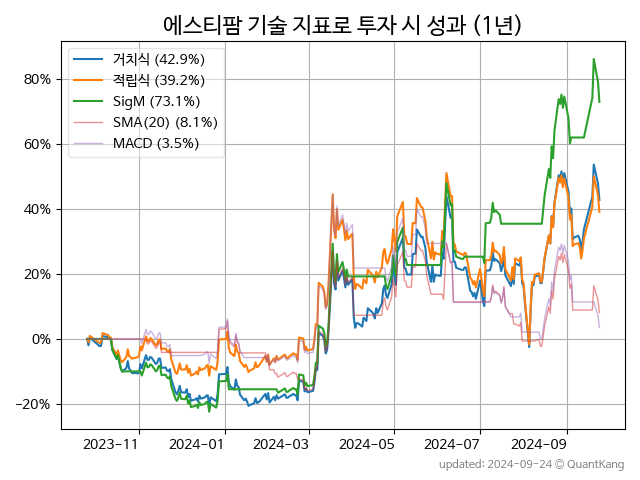 에스티팜 기술 지표로 투자 시 성과 (1년)
거치식 (42.9%)
적립식 (39.2%)
SigM (73.1%)
SMA(20) (8.1%)
MACD (3.5%)
80%
60%
40%
20%
0%
−20%
2023-11
2024-01
2024-03
2024-05
2024-07
2024-09
updated: 2024-09-24 © QuantKang